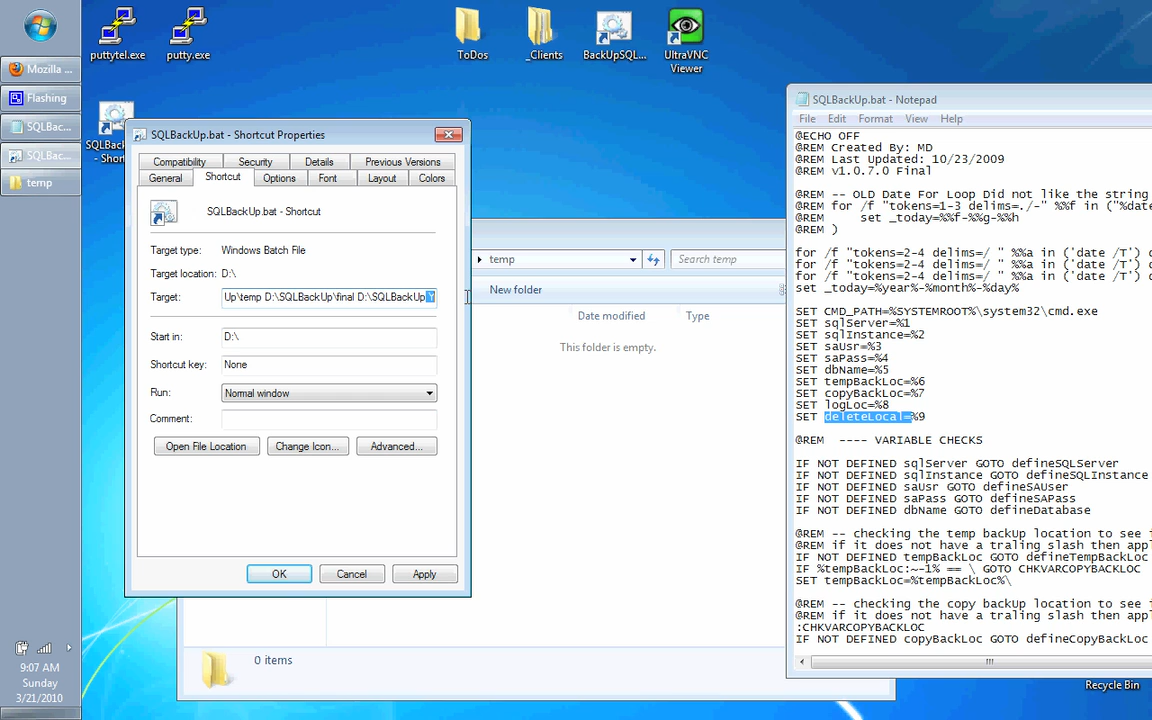 puttytel.exe
putty.exe
ToDos
_Clients
BackUpSQL...
UltraVNC
Viewer
Mozilla ...
Flashing
SQLBac...
SQLBac...
temp
SQLBackUp.bat - Shortcut Properties
Compatibility
Security
Details
Previous Versions
General
Shortcut
Options
Font
Layout
Colors
SQLBackUp.bat - Shortcut
Target type: Windows Batch File
Target location: D:\
Target: Up\temp D:\SQLBackUp\final D:\SQLBackUp Y
Start in: D:\
Shortcut key: None
Run: Normal window
Comment:
Open File Location
Change Icon...
Advanced...
OK
Cancel
Apply
temp
Search temp
New folder
Date modified
Type
This folder is empty.
0 items
SQLBackUp.bat - Notepad
File Edit Format View Help
@ECHO OFF
@REM Created By: MD
@REM Last Updated: 10/23/2009
@REM v1.0.7.0 Final
@REM -- OLD Date For Loop Did not like the string
@REM for /f "tokens=1-3 delims=./-" %%f in ("%date
@REM set _today=%%f-%%g-%%h
@REM )
for /f "tokens=2-4 delims=/ " %%a in ('date /T')
for /f "tokens=2-4 delims=/ " %%a in ('date /T')
for /f "tokens=2-4 delims=/ " %%a in ('date /T')
set _today=%year%-%month%-%day%
SET CMD_PATH=%SYSTEMROOT%\system32\cmd.exe
SET sqlServer=%1
SET sqlInstance=%2
SET saUsr=%3
SET saPass=%4
SET dbName=%5
SET tempBackLoc=%6
SET copyBackLoc=%7
SET logLoc=%8
SET deleteLocal=%9
@REM ---- VARIABLE CHECKS
IF NOT DEFINED sqlServer GOTO defineSQLServer
IF NOT DEFINED sqlInstance GOTO defineSQLInstance
IF NOT DEFINED saUsr GOTO defineSAUser
IF NOT DEFINED saPass GOTO defineSAPass
IF NOT DEFINED dbName GOTO defineDatabase
@REM -- checking the temp backUp location to see
@REM if it does not have a traling slash then appl
IF NOT DEFINED tempBackLoc GOTO defineTempBackLoc
IF %tempBackLoc:~-1% == \ GOTO CHKVARCOPYBACKLOC
SET tempBackLoc=%tempBackLoc%\
@REM -- checking the copy backUp location to see
@REM if it does not have a traling slash then appl
:CHKVARCOPYBACKLOC
IF NOT DEFINED copyBackLoc GOTO defineCopyBackLoc
Recycle Bin
9:07 AM
Sunday
3/21/2010